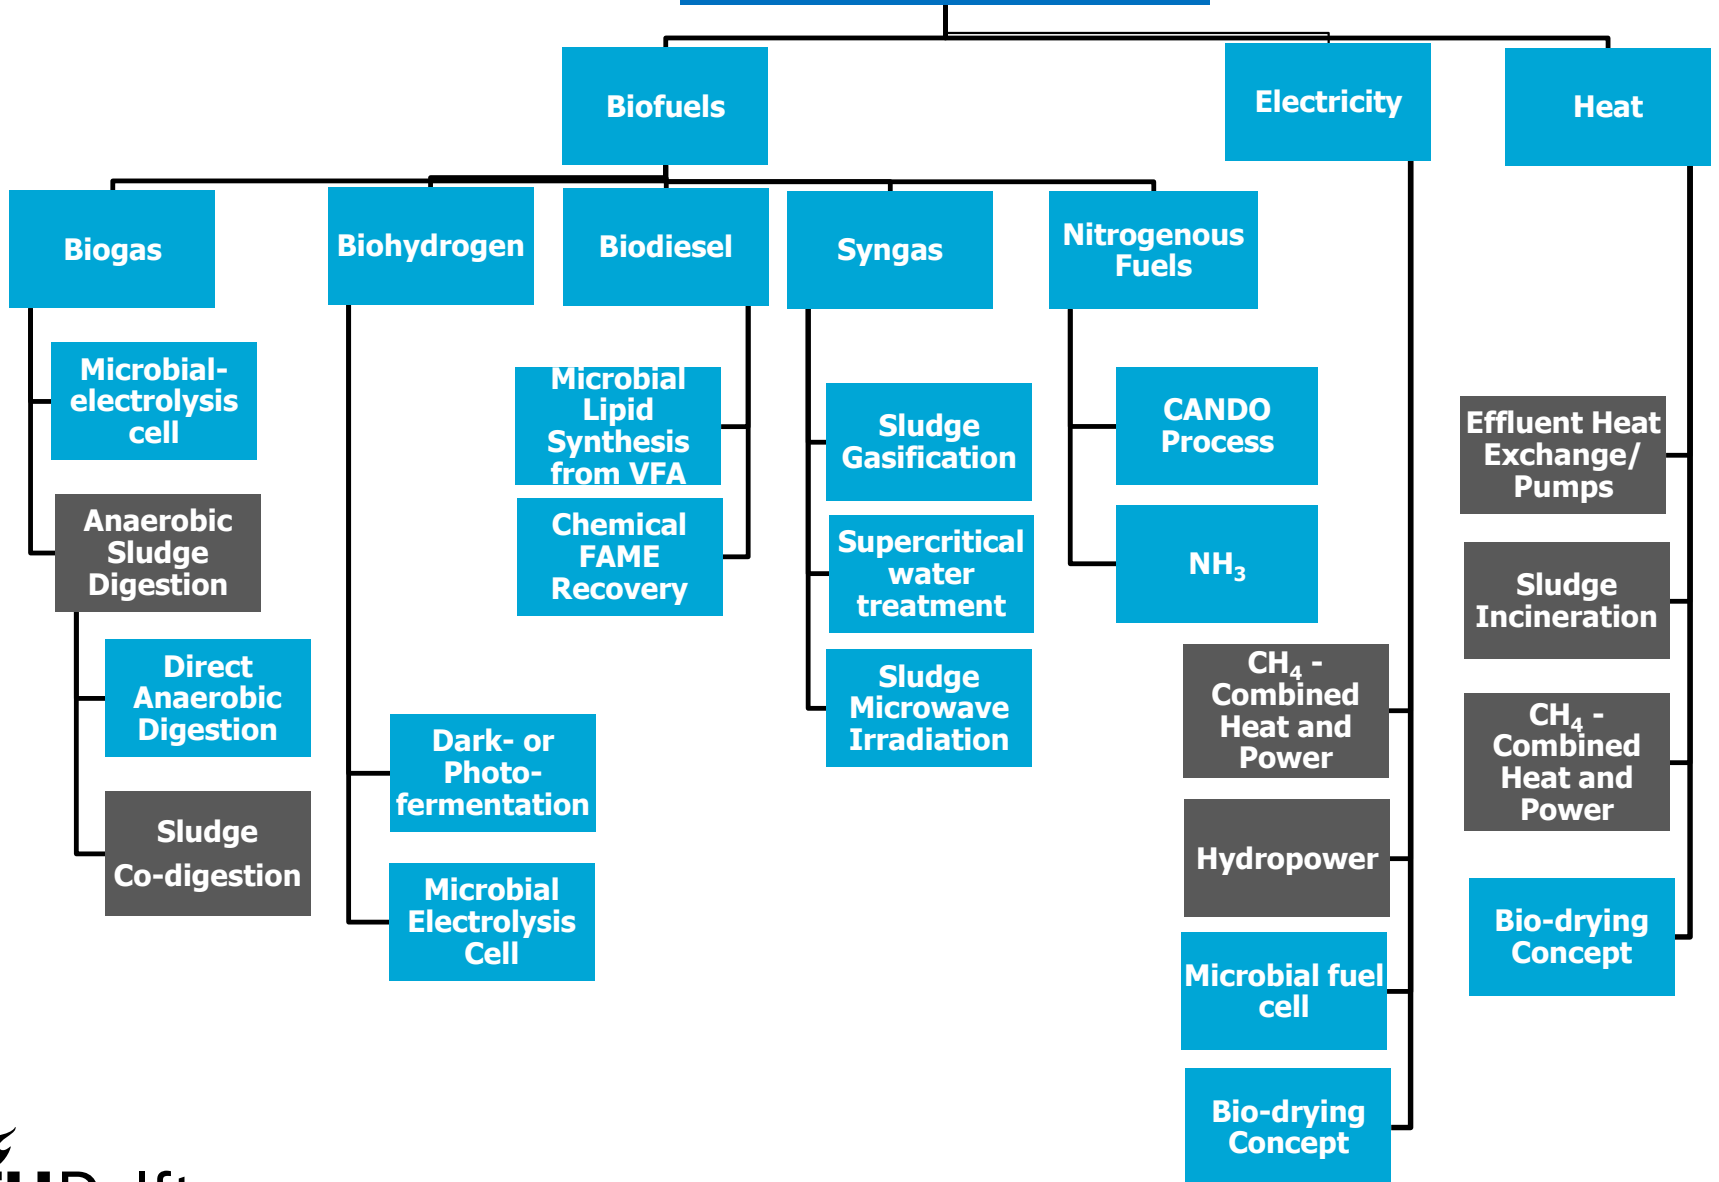 Biofuels
Electricity
Heat
Biogas
Biohydrogen
Biodiesel
Syngas
Nitrogenous
Fuels
Microbial-
electrolysis
cell
Anaerobic
Sludge
Digestion
Direct
Anaerobic
Digestion
Sludge
Co-digestion
Dark- or
Photo-
fermentation
Microbial
Electrolysis
Cell
Microbial
Lipid
Synthesis
from VFA
Chemical
FAME
Recovery
Sludge
Gasification
Supercritical
water
treatment
Sludge
Microwave
Irradiation
CANDO
Process
NH₃
CH₄ -
Combined
Heat and
Power
Hydropower
Microbial fuel
cell
Bio-drying
Concept
Effluent Heat
Exchange/
Pumps
Sludge
Incineration
CH₄ -
Combined
Heat and
Power
Bio-drying
Concept